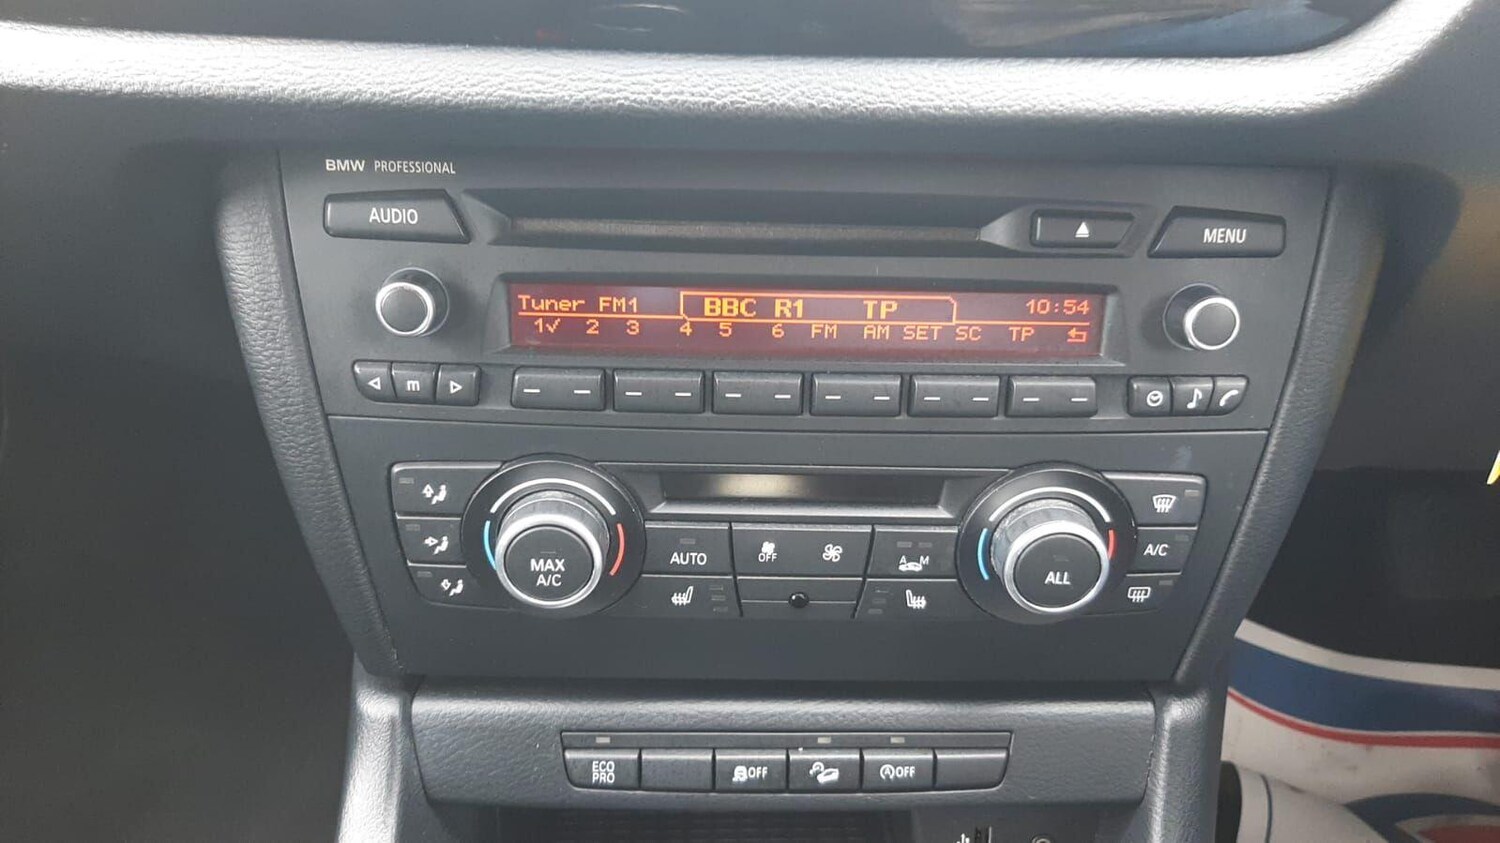 BMW PROFESSIONAL
AUDIO
MENU
Tuner FM1 BBC R1 TP 10:54
1✓ 2 3 4 5 6 FM AM SET SC TP
m
MAX
A/C
AUTO
OFF
A M
ALL
A/C
ECO
PRO
OFF
A OFF